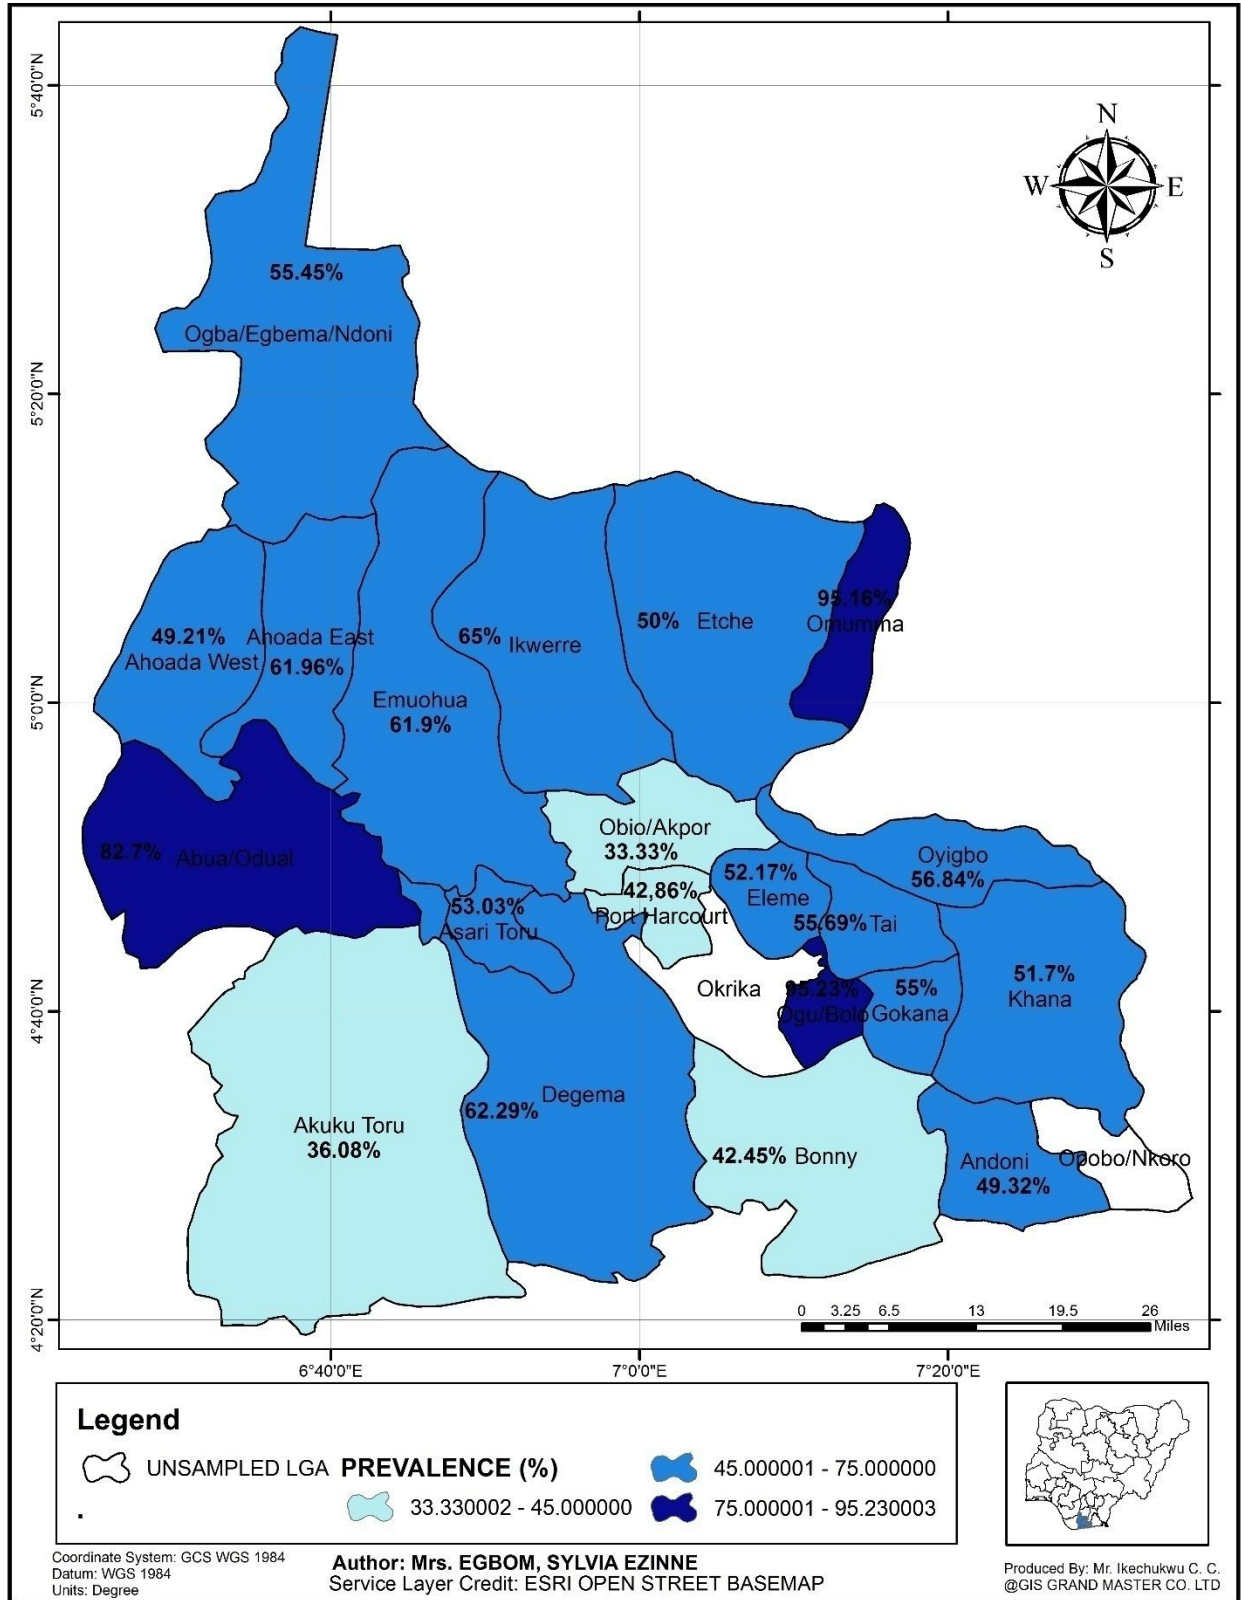 N
W E
S
5°40'0"N
5°20'0"N
5°0'0"N
4°40'0"N
4°20'0"N
55.45%
Ogba/Egbema/Ndoni
49.21%
Ahoada West
Ahoada East
61.96%
Emuohua
61.9%
65% Ikwerre
50% Etche
95.16%
Omumma
82.7% Abua/Odual
Obio/Akpor
33.33%
42,86%
Port Harcourt
52.17%
Eleme
Oyigbo
56.84%
53.03%
Asari Toru
55.69% Tai
Okrika
95.23%
Ogu/Bolo
55%
Gokana
51.7%
Khana
Akuku Toru
36.08%
62.29% Degema
42.45% Bonny
Andoni
49.32%
Opobo/Nkoro
0 3.25 6.5 13 19.5 26
Miles
6°40'0"E 7°0'0"E 7°20'0"E
Legend
UNSAMPLED LGA PREVALENCE (%)
33.330002 - 45.000000
45.000001 - 75.000000
75.000001 - 95.230003
.
Coordinate System: GCS WGS 1984
Datum: WGS 1984
Units: Degree
Author: Mrs. EGBOM, SYLVIA EZINNE
Service Layer Credit: ESRI OPEN STREET BASEMAP
Produced By: Mr. Ikechukwu C. C.
@GIS GRAND MASTER CO. LTD